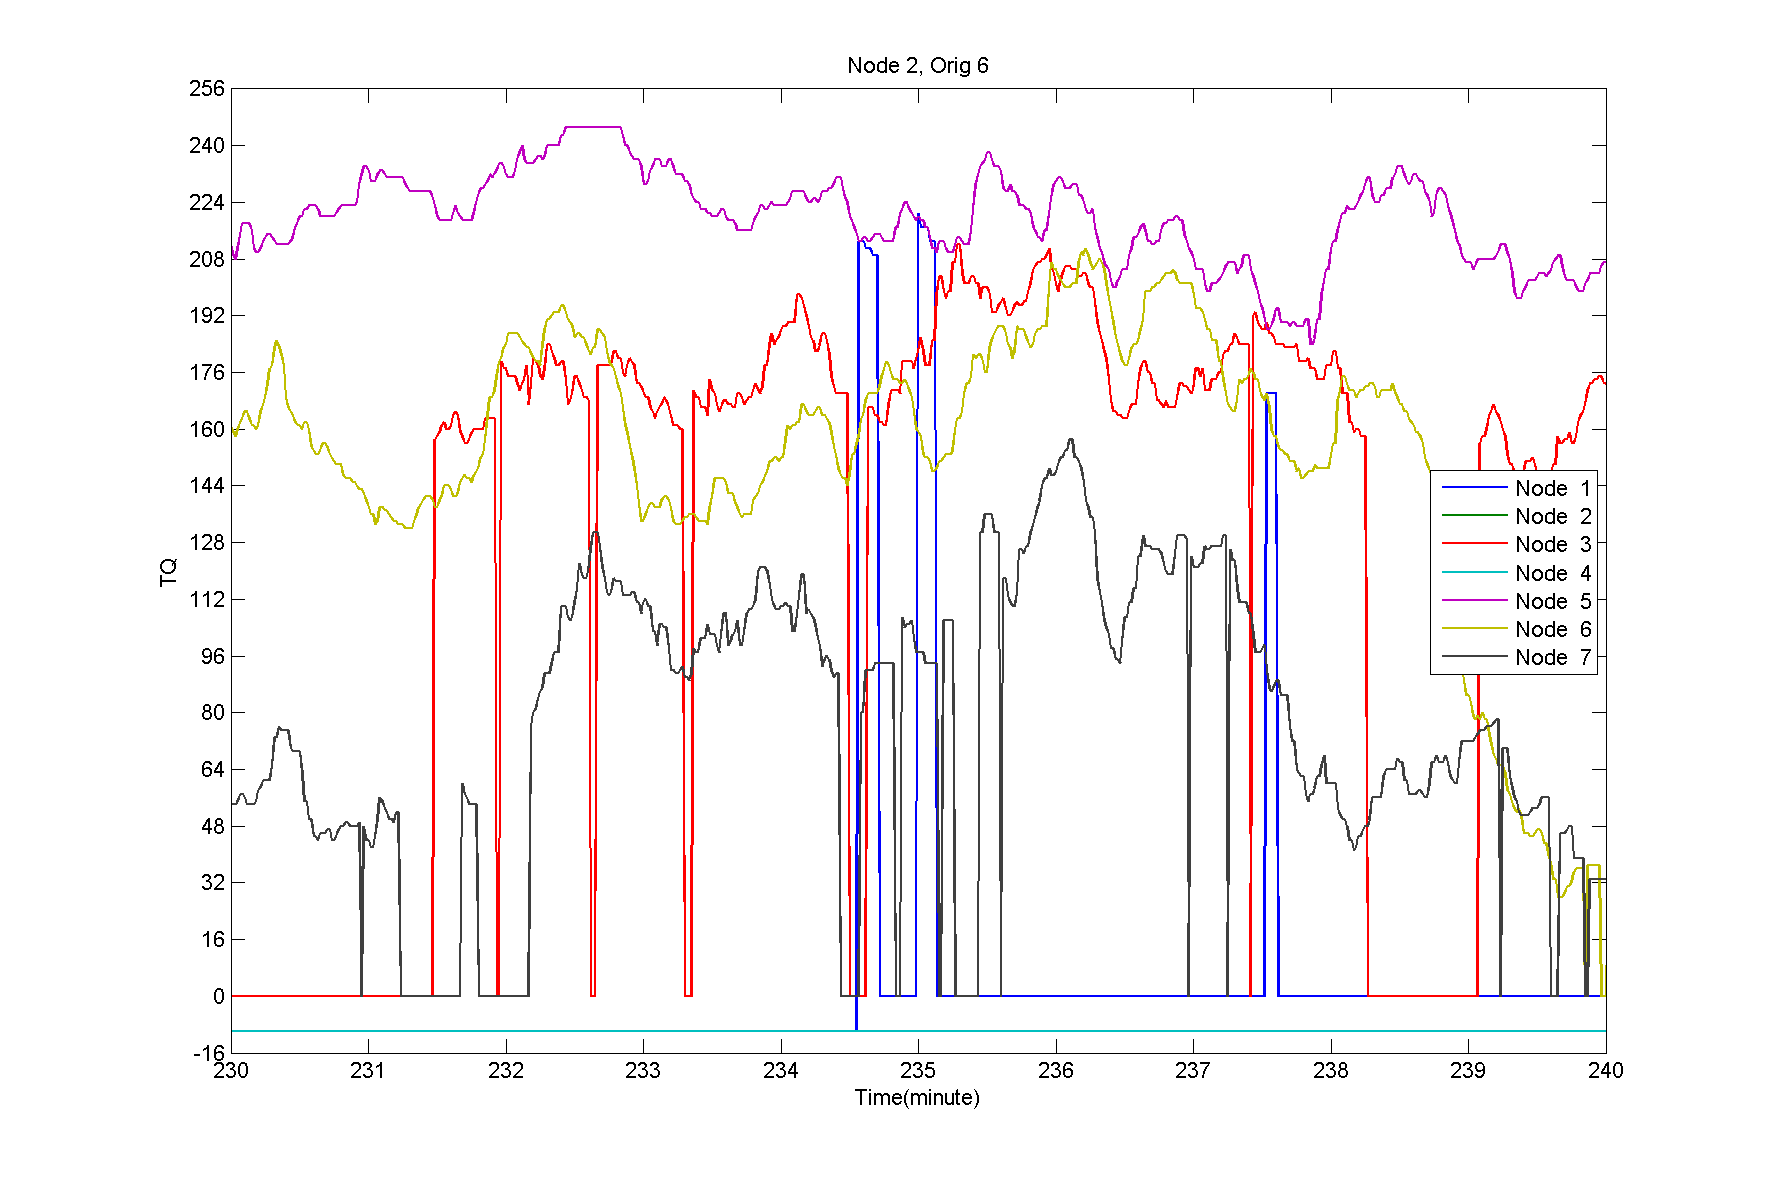 Node 2, Orig 6
256
240
224
208
192
176
160
144
128
112
96
80
64
48
32
16
0
-16
TQ
Node 1
Node 2
Node 3
Node 4
Node 5
Node 6
Node 7
230 231 232 233 234 235 236 237 238 239 240
Time(minute)